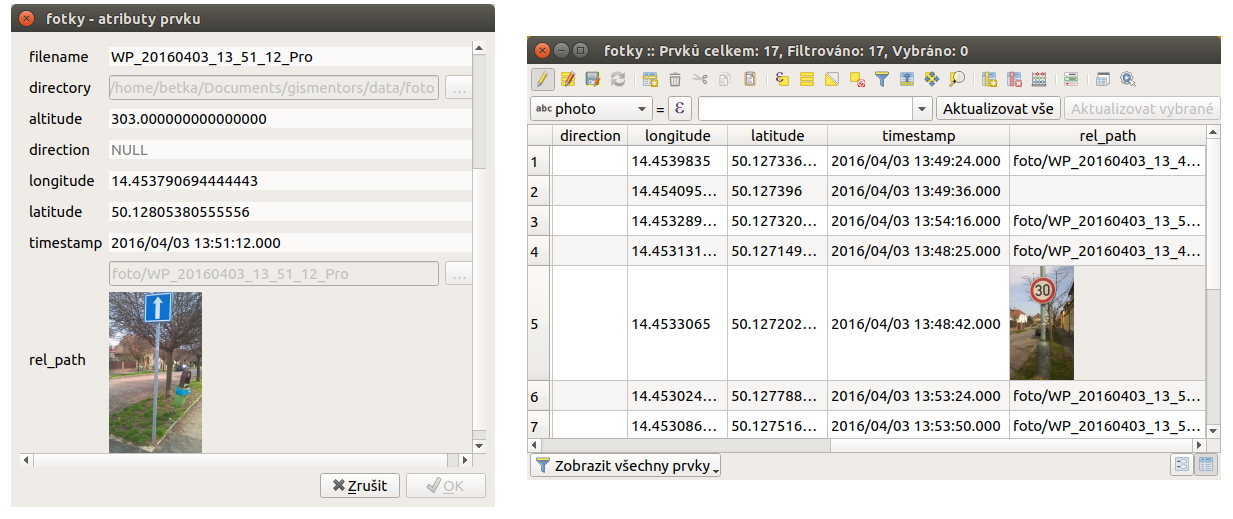 fotky - atributy prvku
filename WP_20160403_13_51_12_Pro
directory /home/betka/Documents/gismentors/data/foto ...
altitude 303.000000000000000
direction NULL
longitude 14.453790694444443
latitude 50.12805380555556
timestamp 2016/04/03 13:51:12.000
foto/WP_20160403_13_51_12_Pro ...
rel_path
Zrušit OK
fotky :: Prvků celkem: 17, Filtrováno: 17, Vybráno: 0
abc photo = ε Aktualizovat vše Aktualizovat vybrané
direction longitude latitude timestamp rel_path
1 14.4539835 50.127336... 2016/04/03 13:49:24.000 foto/WP_20160403_13_4...
2 14.454095... 50.127396 2016/04/03 13:49:36.000
3 14.453289... 50.127320... 2016/04/03 13:54:16.000 foto/WP_20160403_13_5...
4 14.453131... 50.127149... 2016/04/03 13:48:25.000 foto/WP_20160403_13_4...
5 14.4533065 50.127202... 2016/04/03 13:48:42.000 30
6 14.453024... 50.127788... 2016/04/03 13:53:24.000 foto/WP_20160403_13_5...
7 14.453086... 50.127516... 2016/04/03 13:53:50.000 foto/WP_20160403_13_5...
Zobrazit všechny prvky